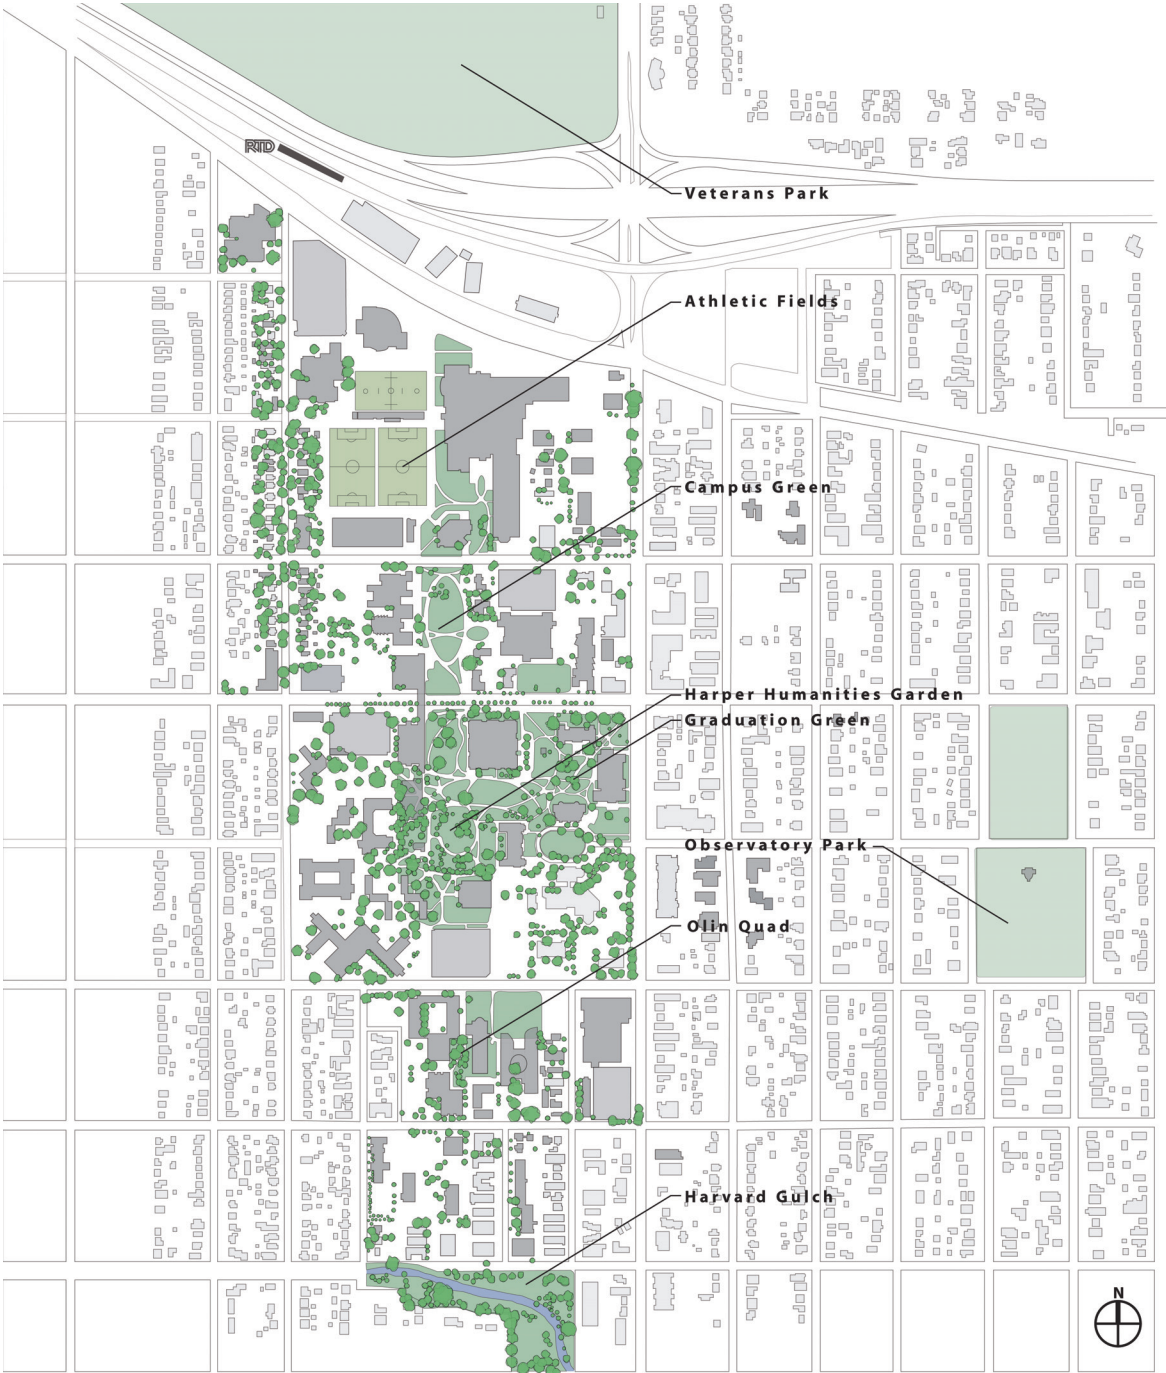 RTD
Veterans Park
Athletic Fields
Campus Green
Harper Humanities Garden
Graduation Green
Observatory Park
Olin Quad
Harvard Gulch
N